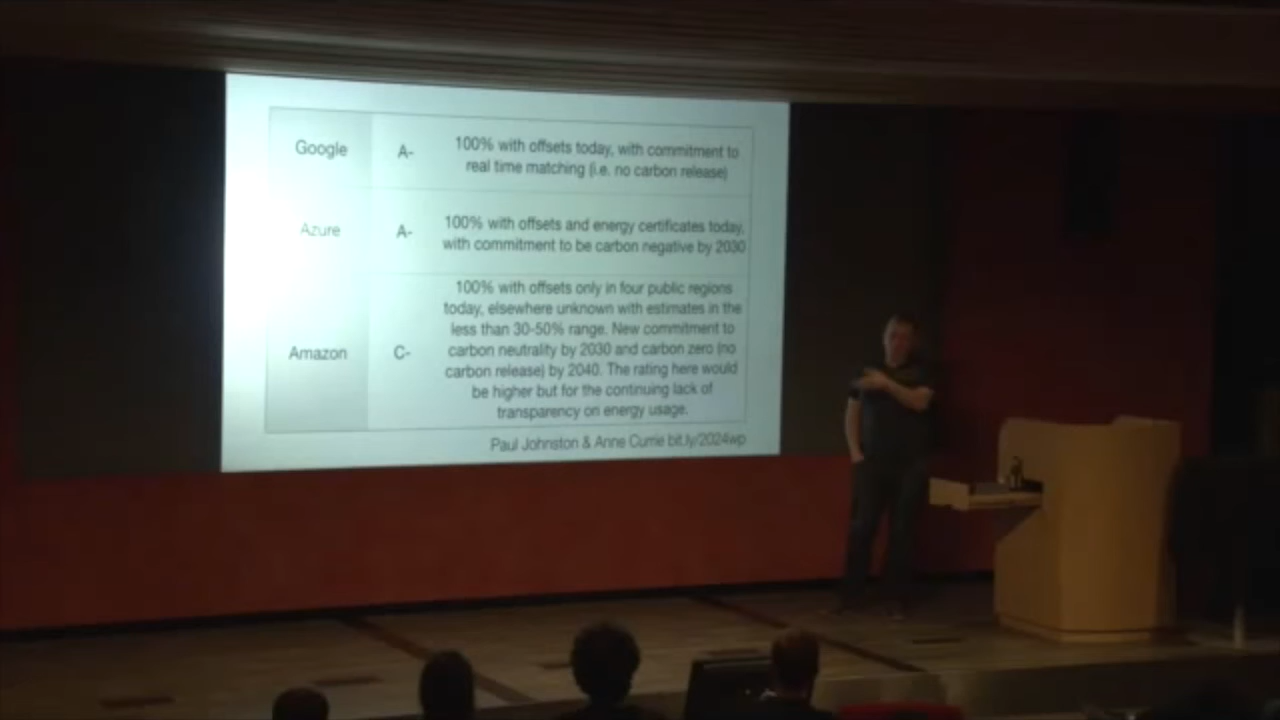 Google
A-
100% with offsets today, with commitment to
real time matching (i.e. no carbon release)
Azure
A-
100% with offsets and energy certificates today,
with commitment to be carbon negative by 2030
Amazon
C-
100% with offsets only in four public regions
today, elsewhere unknown with estimates in the
less than 30-50% range. New commitment to
carbon neutrality by 2030 and carbon zero (no
carbon release) by 2040. The rating here would
be higher but for the continuing lack of
transparency on energy usage.
Paul Johnston & Anne Currie bit.ly/2024wp